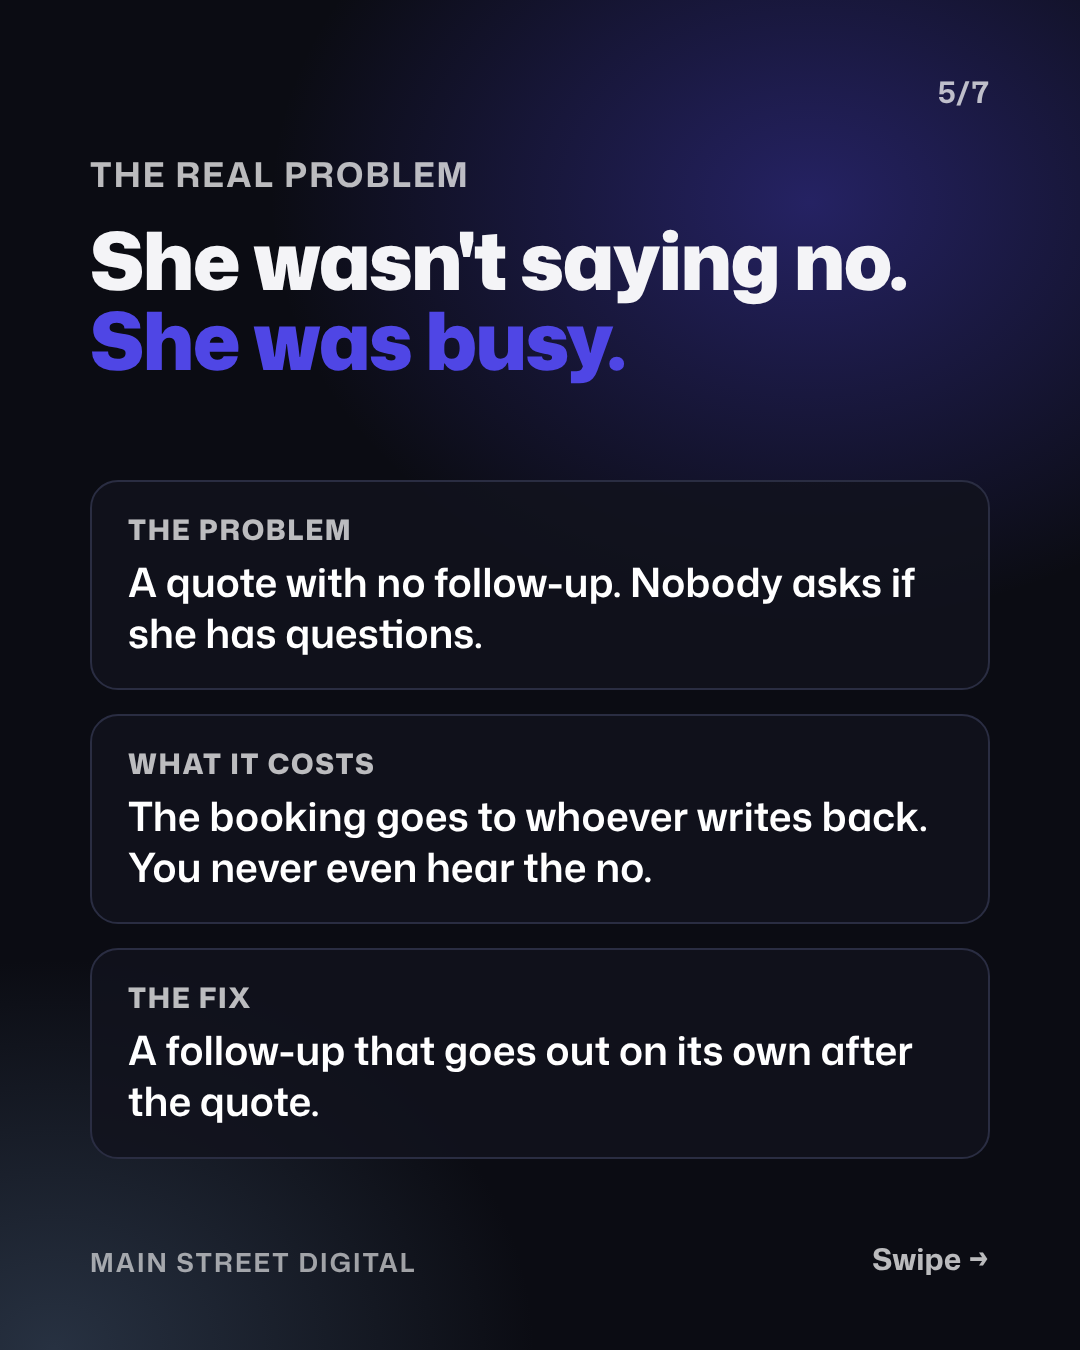 5/7
THE REAL PROBLEM
She wasn't saying no.
She was busy.
THE PROBLEM
A quote with no follow-up. Nobody asks if
she has questions.
WHAT IT COSTS
The booking goes to whoever writes back.
You never even hear the no.
THE FIX
A follow-up that goes out on its own after
the quote.
MAIN STREET DIGITAL
Swipe →